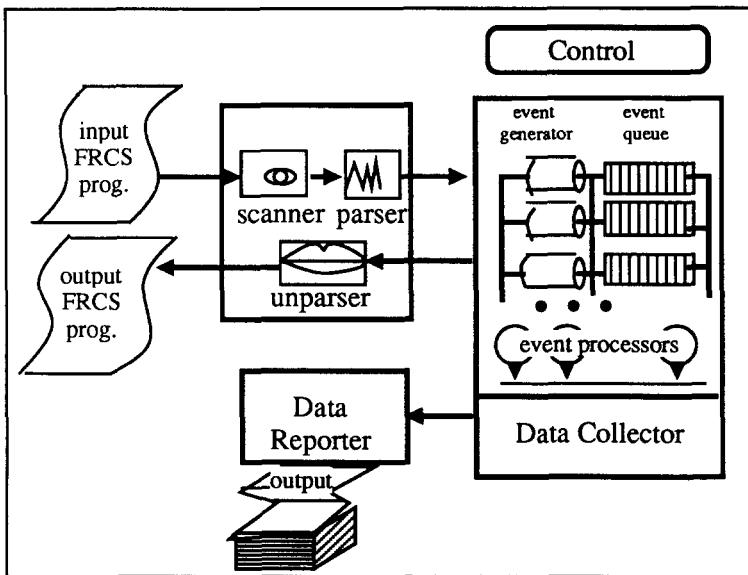 Control
input
FRCS
prog.
event
generator
event
queue
scanner
parser
output
FRCS
prog.
unparser
event processors
Data
Reporter
Data Collector
output